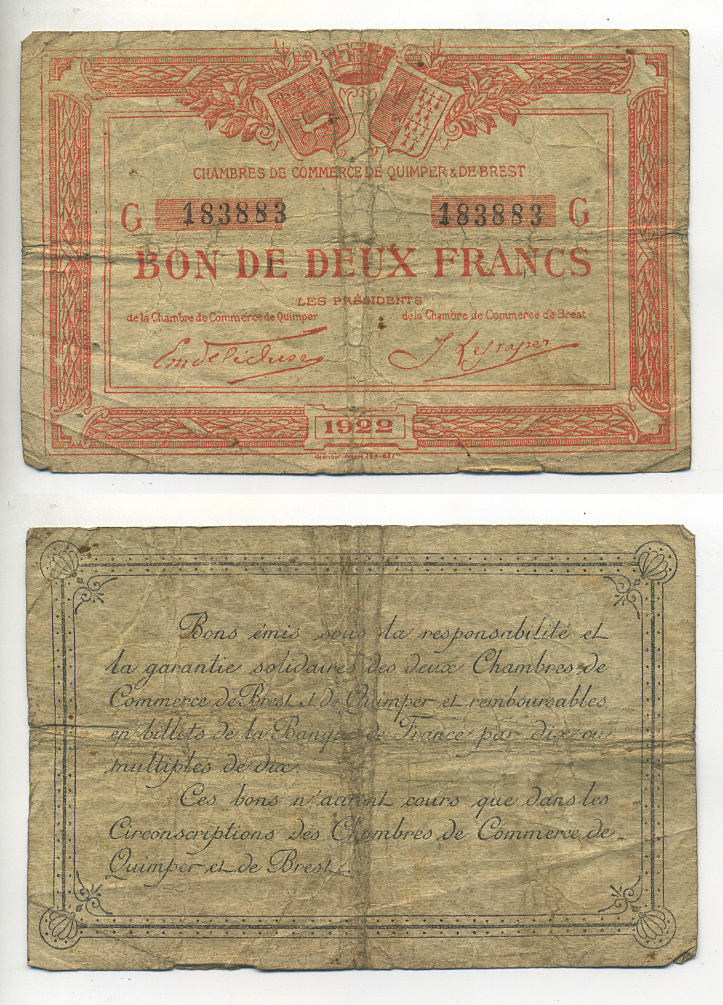 CHAMBRES DE COMMERCE DE QUIMPER & DE BREST
G 183883 183883 G
BON DE DEUX FRANCS
LES PRÉSIDENTS
de la Chambre de Commerce de Quimper de la Chambre de Commerce de Brest
1922
Bons émis sous la responsabilité et
la garantie solidaires des deux Chambres de
Commerce de Brest et de Quimper et remboursables
en billets de la Banque de France par dix ou
multiples de dix.
Ces bons n'auront cours que dans les
Circonscriptions des Chambres de Commerce de
Quimper et de Brest.